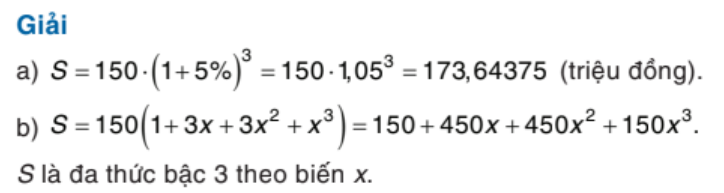 Giải
a) S = 150·(1+5%)³ = 150·1,05³ = 173,64375 (triệu đồng).
b) S = 150(1+3x+3x²+x³) = 150+450x+450x²+150x³.
S là đa thức bậc 3 theo biến x.